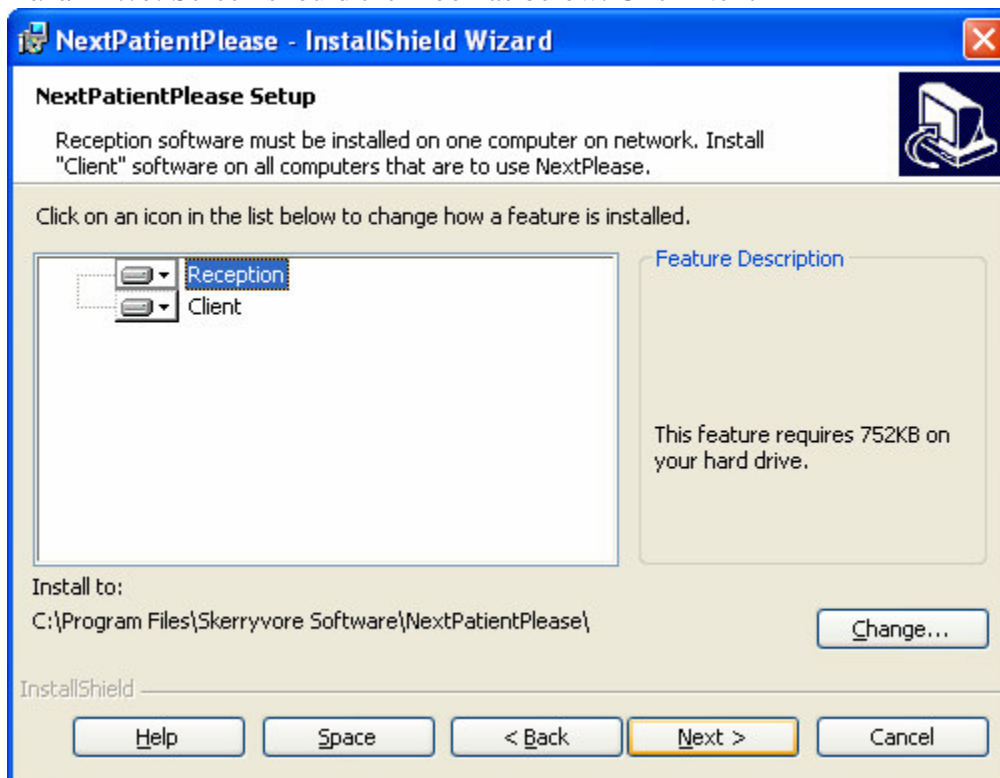 NextPatientPlease - InstallShield Wizard
NextPatientPlease Setup
Reception software must be installed on one computer on network. Install
"Client" software on all computers that are to use NextPlease.
Click on an icon in the list below to change how a feature is installed.
Reception
Client
Feature Description
This feature requires 752KB on
your hard drive.
Install to:
C:\Program Files\Skerryvore Software\NextPatientPlease\
Change...
InstallShield
Help
Space
< Back
Next >
Cancel